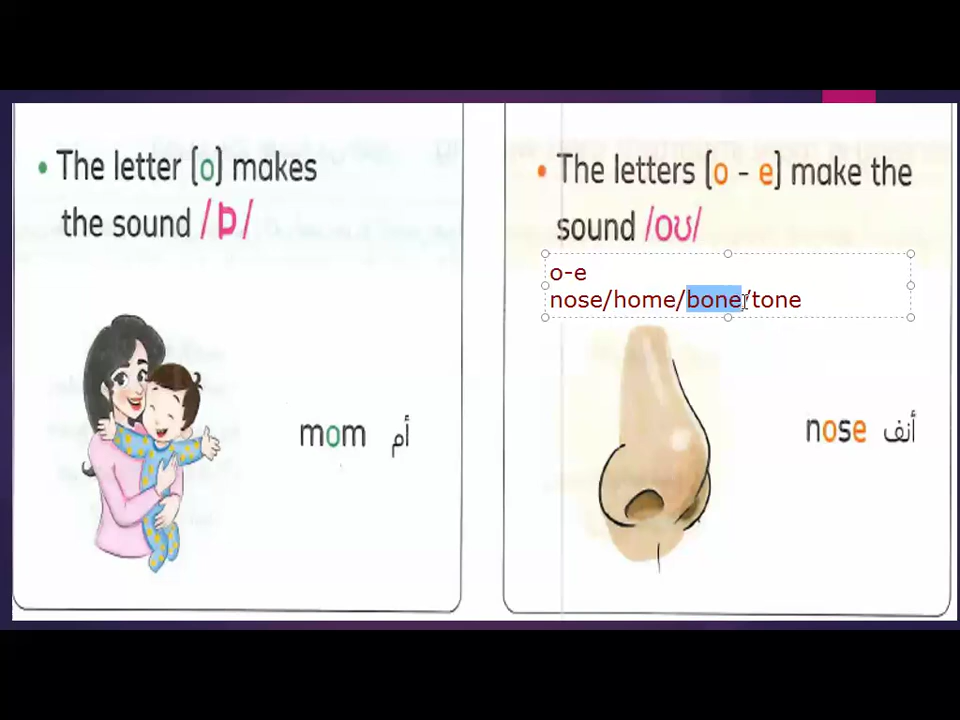 • The letter (o) makes
the sound /ɒ/
mom أم
• The letters (o - e) make the
sound /oʊ/
o-e
nose/home/bone/tone
nose أنف